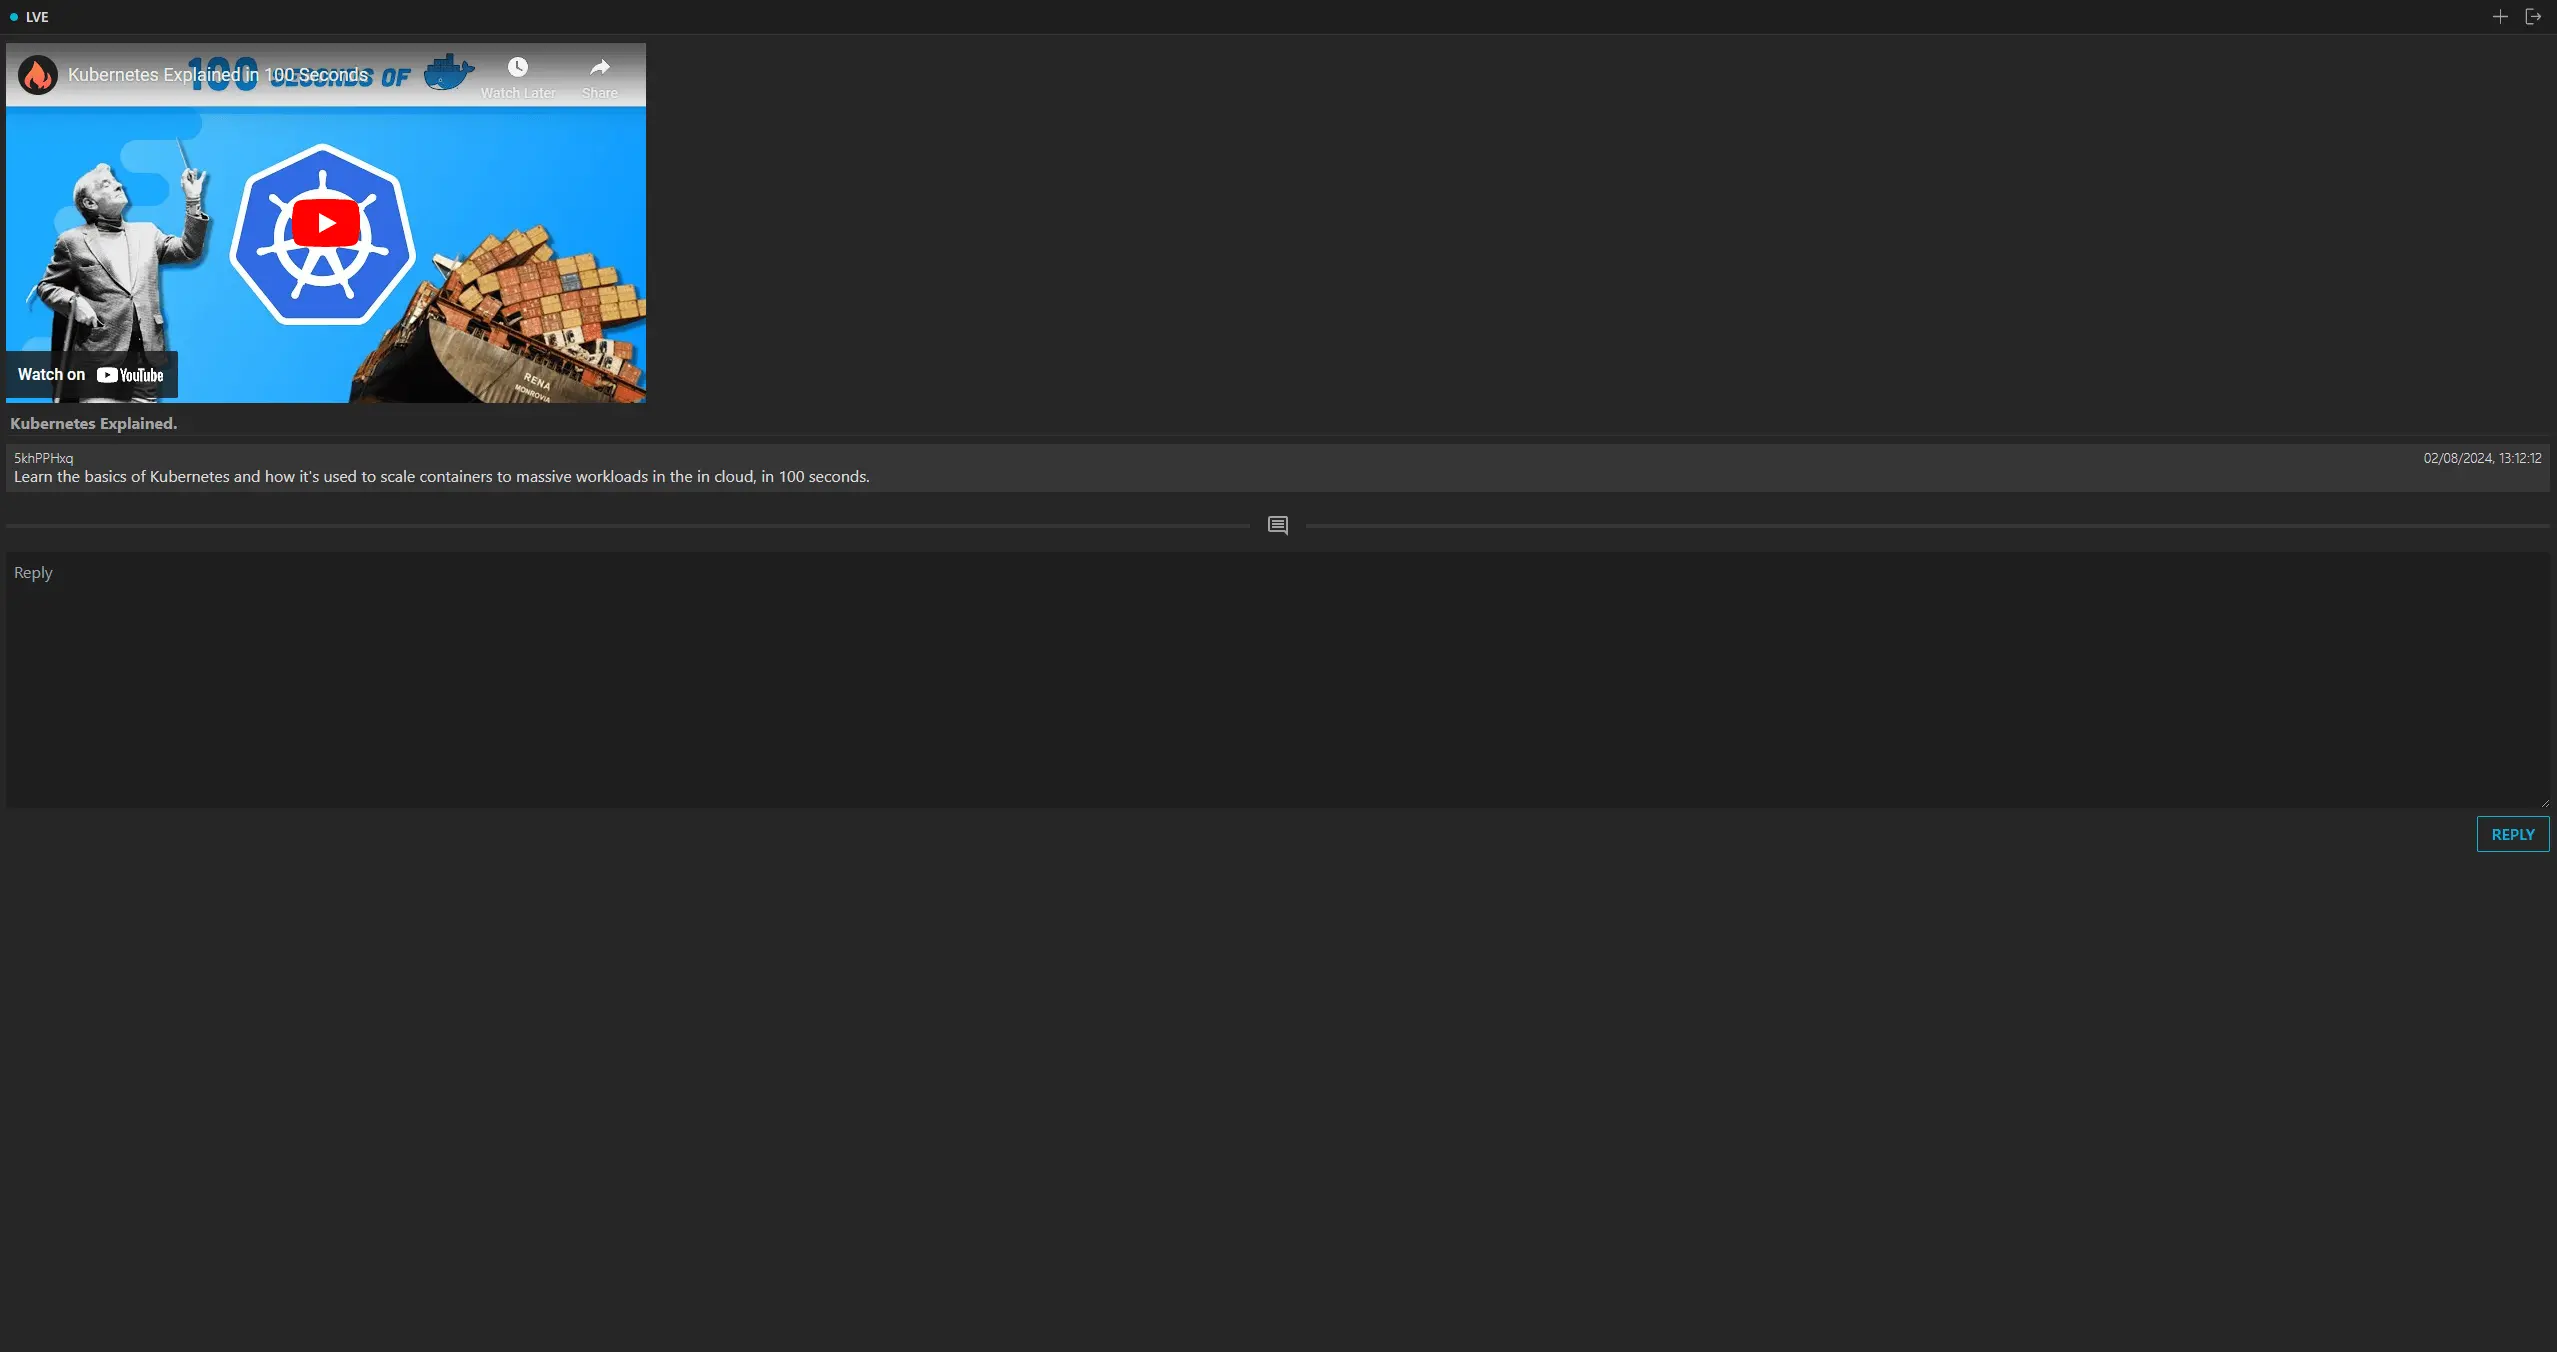 LVE
Kubernetes Explained in 100 Seconds
100 SECONDS OF
Watch Later
Share
RENA
MONROVIA
Watch on YouTube
Kubernetes Explained.
5khPPHxq
02/08/2024, 13:12:12
Learn the basics of Kubernetes and how it's used to scale containers to massive workloads in the in cloud, in 100 seconds.
Reply
REPLY